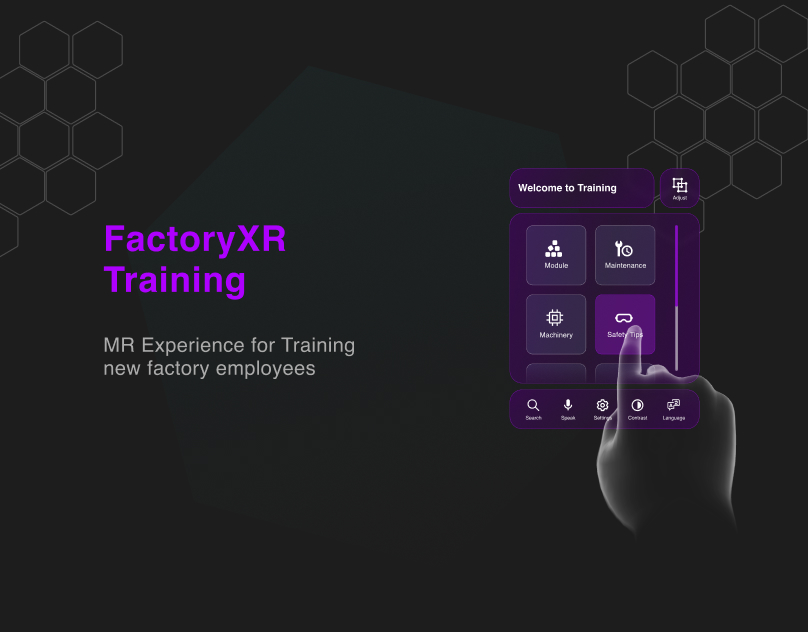 FactoryXR
Training
MR Experience for Training
new factory employees
Welcome to Training
Adjust
Module
Maintenance
Machinery
Safety Tips
Search
Speak
Settings
Contrast
Language